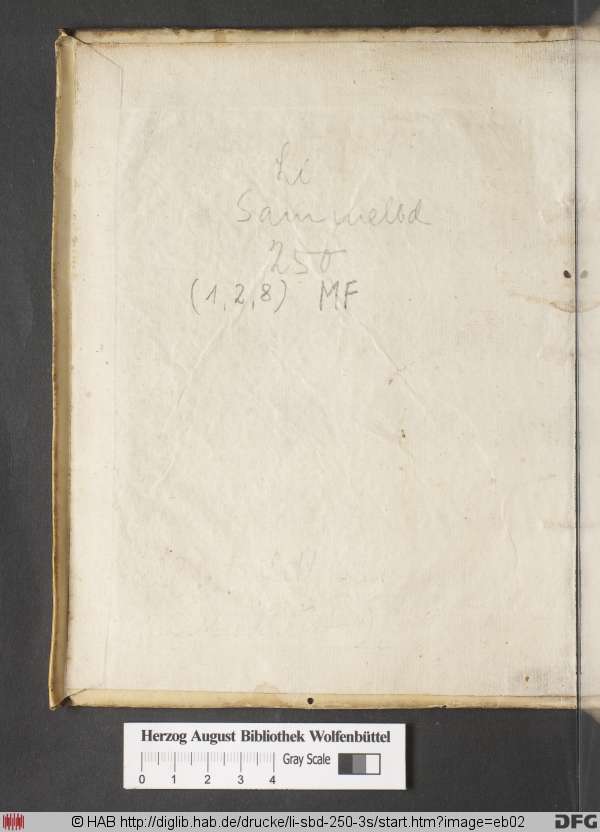 Li
Sammelbd
250
(1,2,8) MF
Herzog August Bibliothek Wolfenbüttel
Gray Scale
0 1 2 3 4
© HAB http://diglib.hab.de/drucke/li-sbd-250-3s/start.htm?image=eb02
DFG